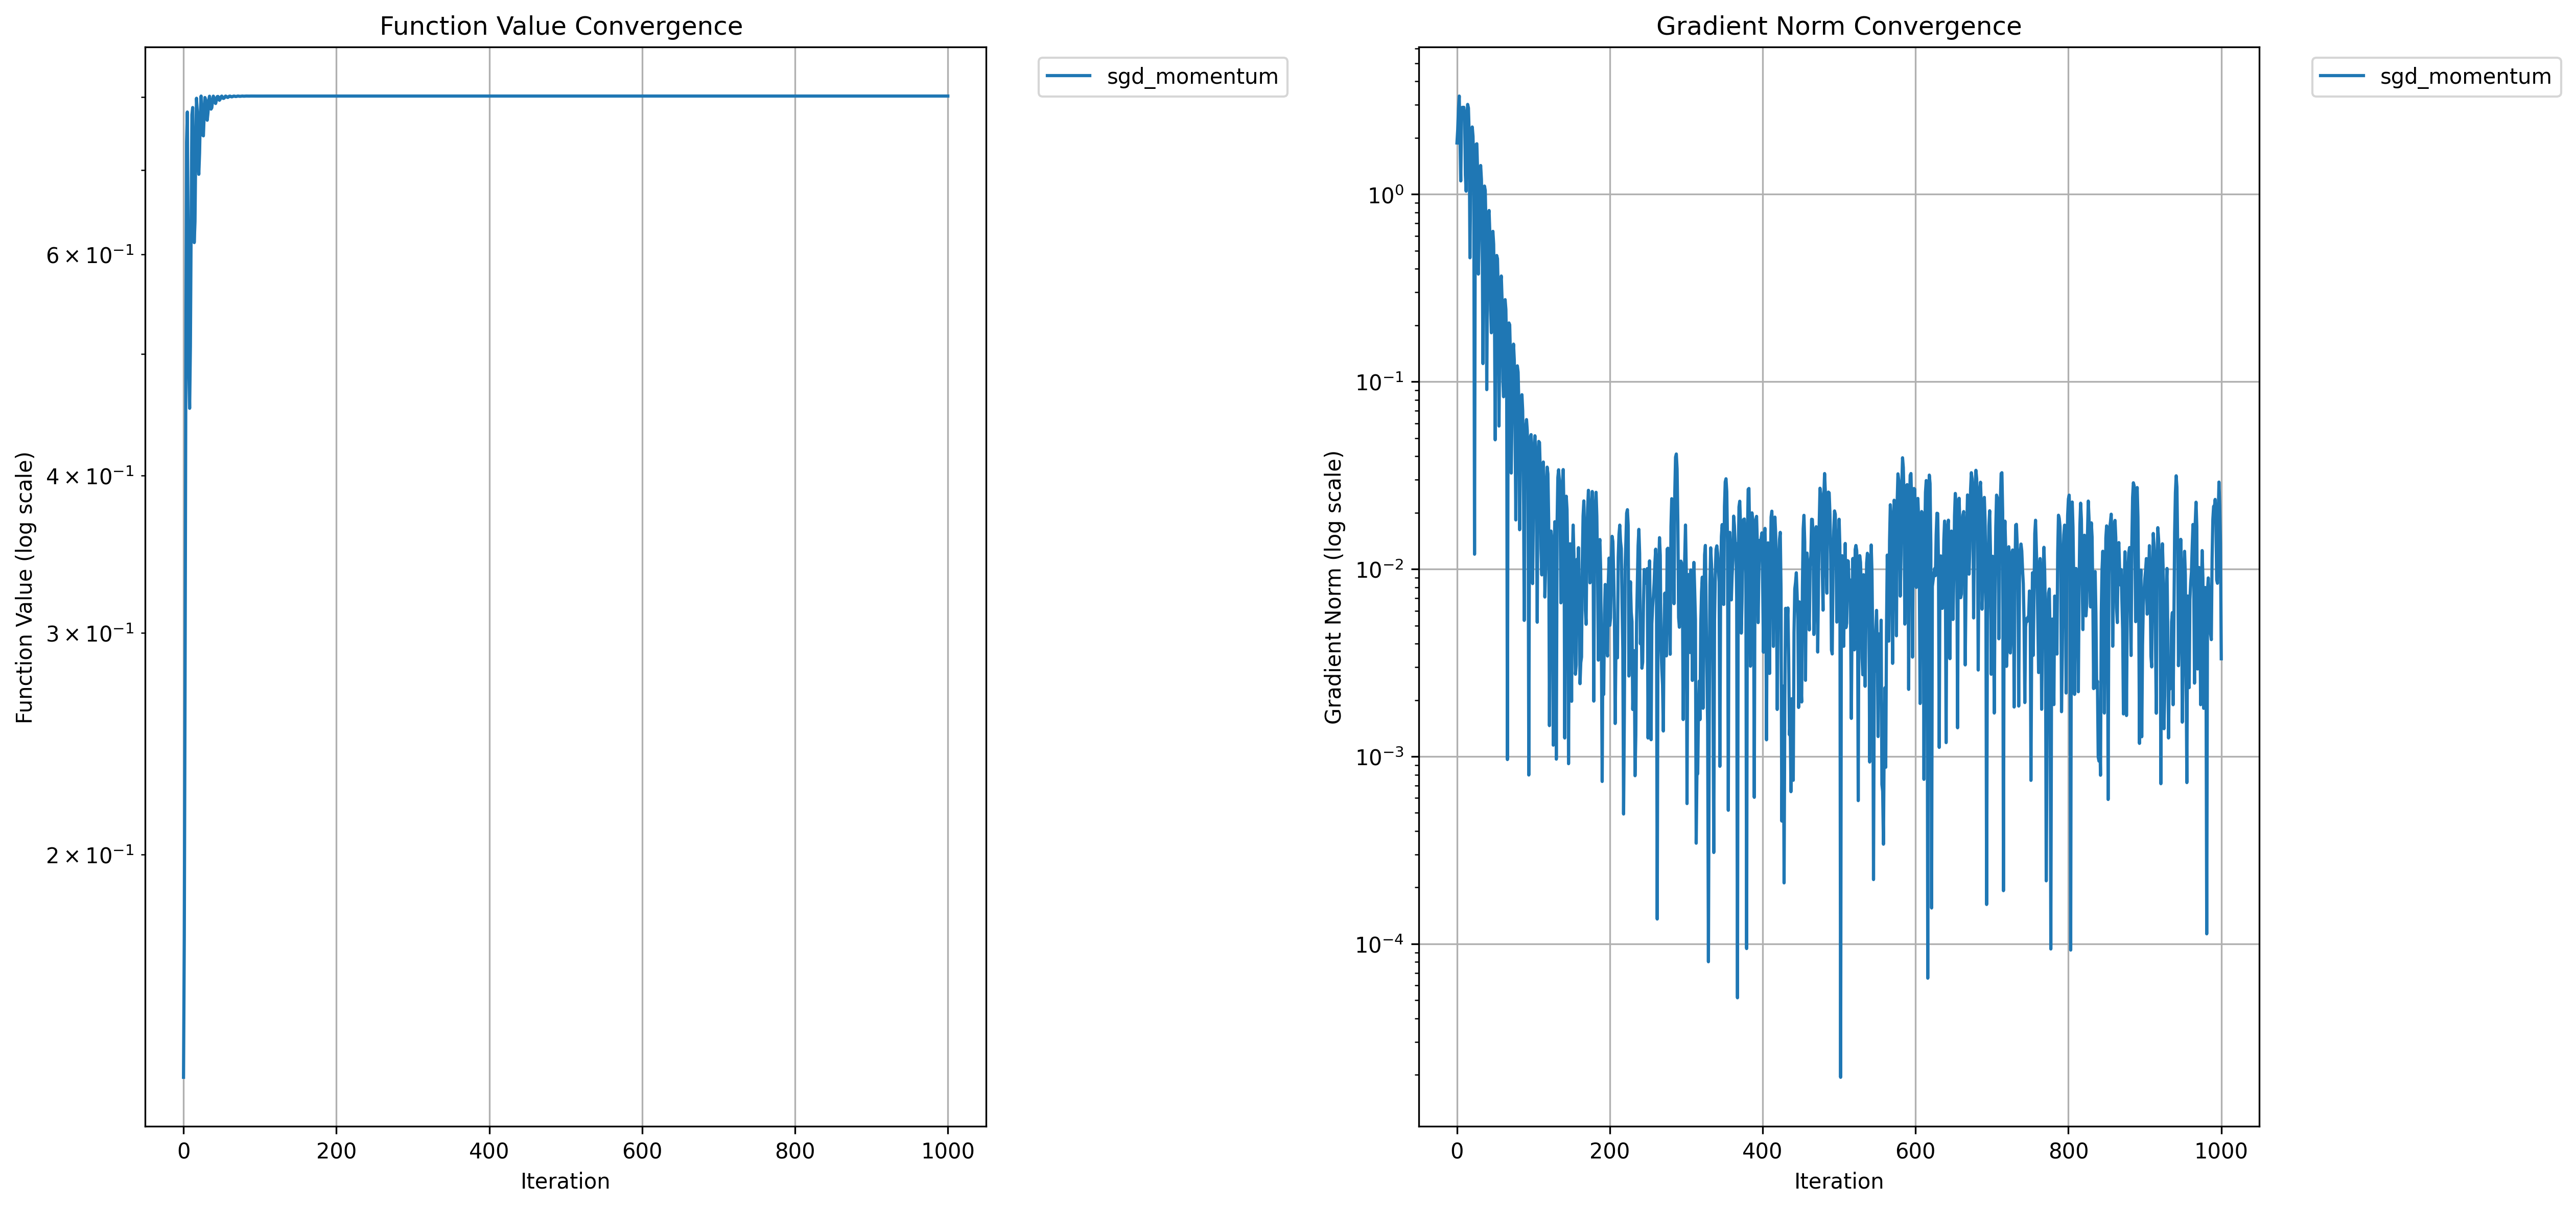 Function Value Convergence
sgd_momentum
6 × 10⁻¹
4 × 10⁻¹
3 × 10⁻¹
2 × 10⁻¹
Function Value (log scale)
0 200 400 600 800 1000
Iteration
Gradient Norm Convergence
sgd_momentum
10⁰
10⁻¹
10⁻²
10⁻³
10⁻⁴
Gradient Norm (log scale)
0 200 400 600 800 1000
Iteration